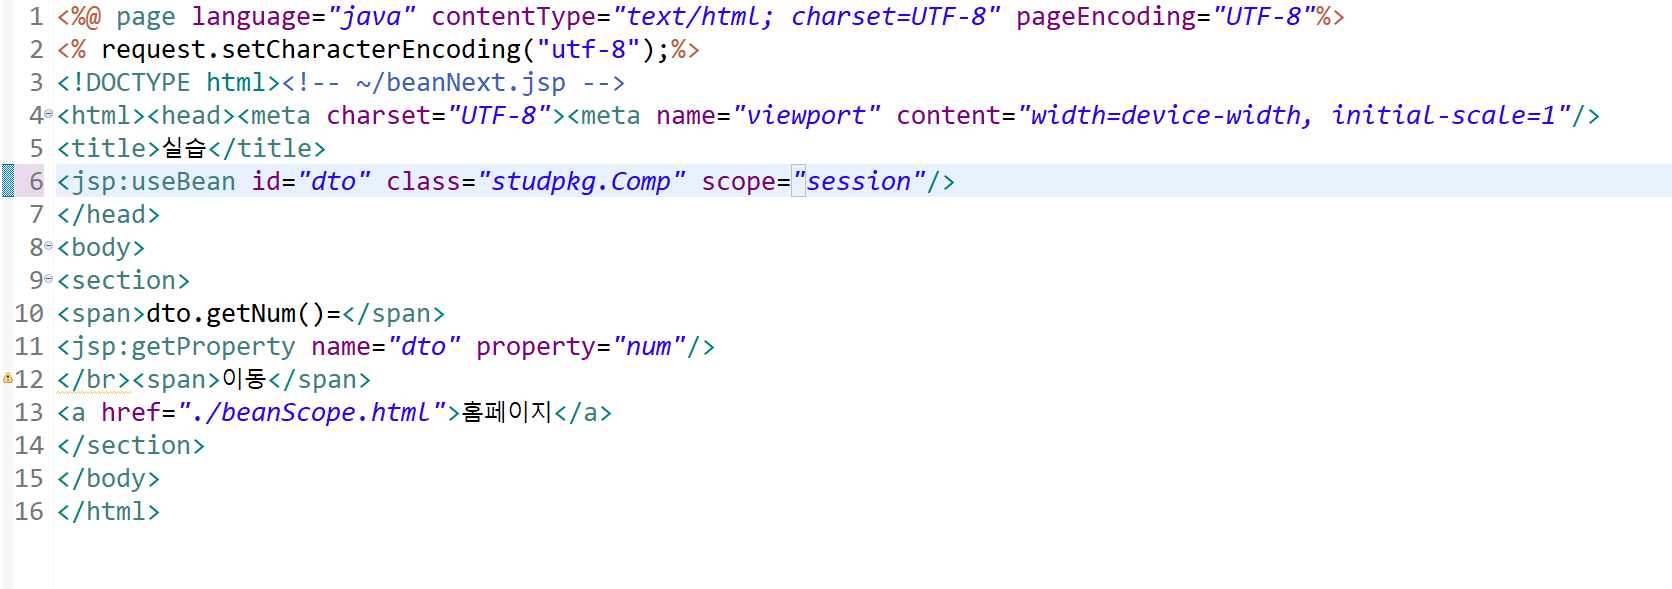 1 <%@ page language="java" contentType="text/html; charset=UTF-8" pageEncoding="UTF-8"%>
2 <% request.setCharacterEncoding("utf-8");%>
3 <!DOCTYPE html><!-- ~/beanNext.jsp -->
4 <html><head><meta charset="UTF-8"><meta name="viewport" content="width=device-width, initial-scale=1"/>
5 <title>실습</title>
6 <jsp:useBean id="dto" class="studpkg.Comp" scope="session"/>
7 </head>
8 <body>
9 <section>
10 <span>dto.getNum()=</span>
11 <jsp:getProperty name="dto" property="num"/>
12 </br><span>이동</span>
13 <a href="./beanScope.html">홈페이지</a>
14 </section>
15 </body>
16 </html>